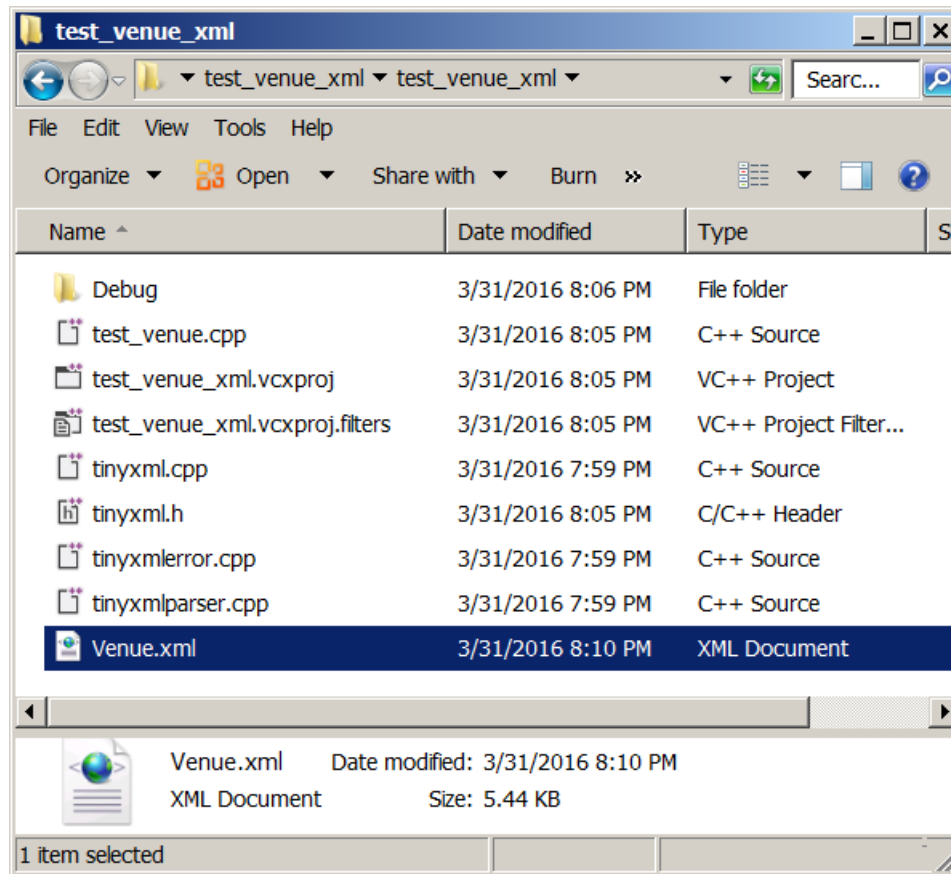 test_venue_xml
test_venue_xml test_venue_xml Searc...
File Edit View Tools Help
Organize Open Share with Burn »
Name Date modified Type S
Debug 3/31/2016 8:06 PM File folder
test_venue.cpp 3/31/2016 8:05 PM C++ Source
test_venue_xml.vcxproj 3/31/2016 8:05 PM VC++ Project
test_venue_xml.vcxproj.filters 3/31/2016 8:05 PM VC++ Project Filter...
tinyxml.cpp 3/31/2016 7:59 PM C++ Source
tinyxml.h 3/31/2016 8:05 PM C/C++ Header
tinyxmlerror.cpp 3/31/2016 7:59 PM C++ Source
tinyxmlparser.cpp 3/31/2016 7:59 PM C++ Source
Venue.xml 3/31/2016 8:10 PM XML Document
Venue.xml Date modified: 3/31/2016 8:10 PM
XML Document Size: 5.44 KB
1 item selected